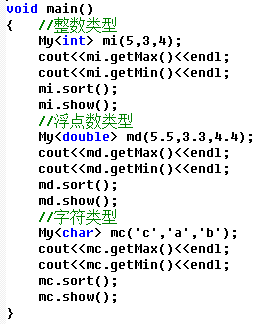 void main()
{    //整数类型
    My<int> mi(5,3,4);
    cout<<mi.getMax()<<endl;
    cout<<mi.getMin()<<endl;
    mi.sort();
    mi.show();
    //浮点数类型
    My<double> md(5.5,3.3,4.4);
    cout<<md.getMax()<<endl;
    cout<<md.getMin()<<endl;
    md.sort();
    md.show();
    //字符类型
    My<char> mc('c','a','b');
    cout<<mc.getMax()<<endl;
    cout<<mc.getMin()<<endl;
    mc.sort();
    mc.show();
}